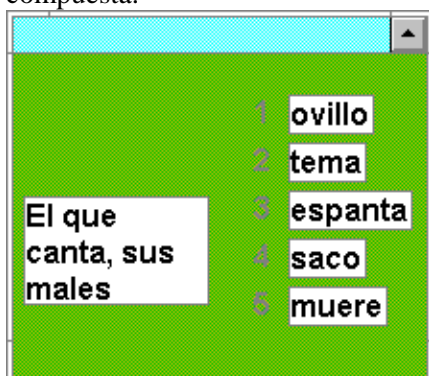 compuesta.
1 ovillo
2 tema
El que
canta, sus
males
3 espanta
4 saco
5 muere